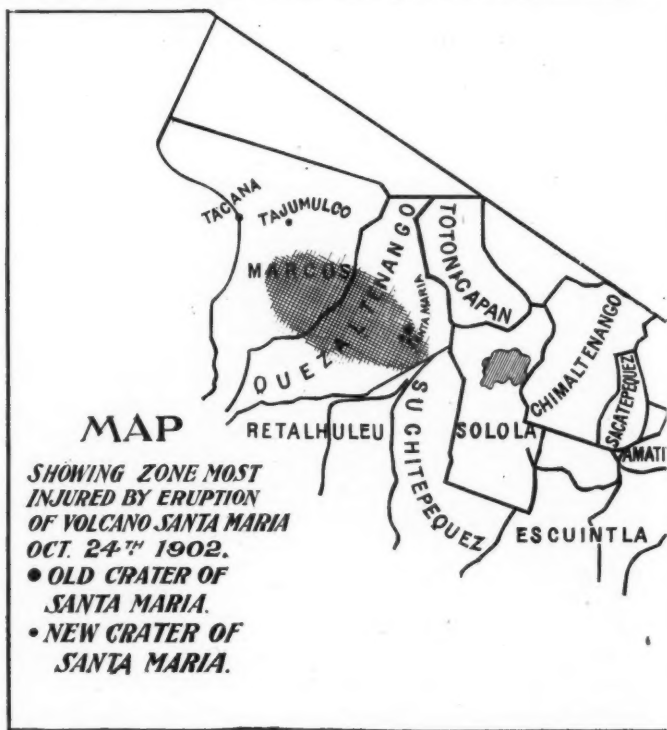 TACANA
TAJUMULCO
MARCOS
QUEZALTENANGO
TOTONICAPAN
SANTA MARIA
CHIMALTENANGO
SACATEPEQUEZ
AMATI
RETALHULEU
SUCHITEPEQUEZ
SOLOLA
ESCUINTLA
MAP
SHOWING ZONE MOST
INJURED BY ERUPTION
OF VOLCANO SANTA MARIA
OCT. 24TH 1902.
• OLD CRATER OF
SANTA MARIA.
• NEW CRATER OF
SANTA MARIA.